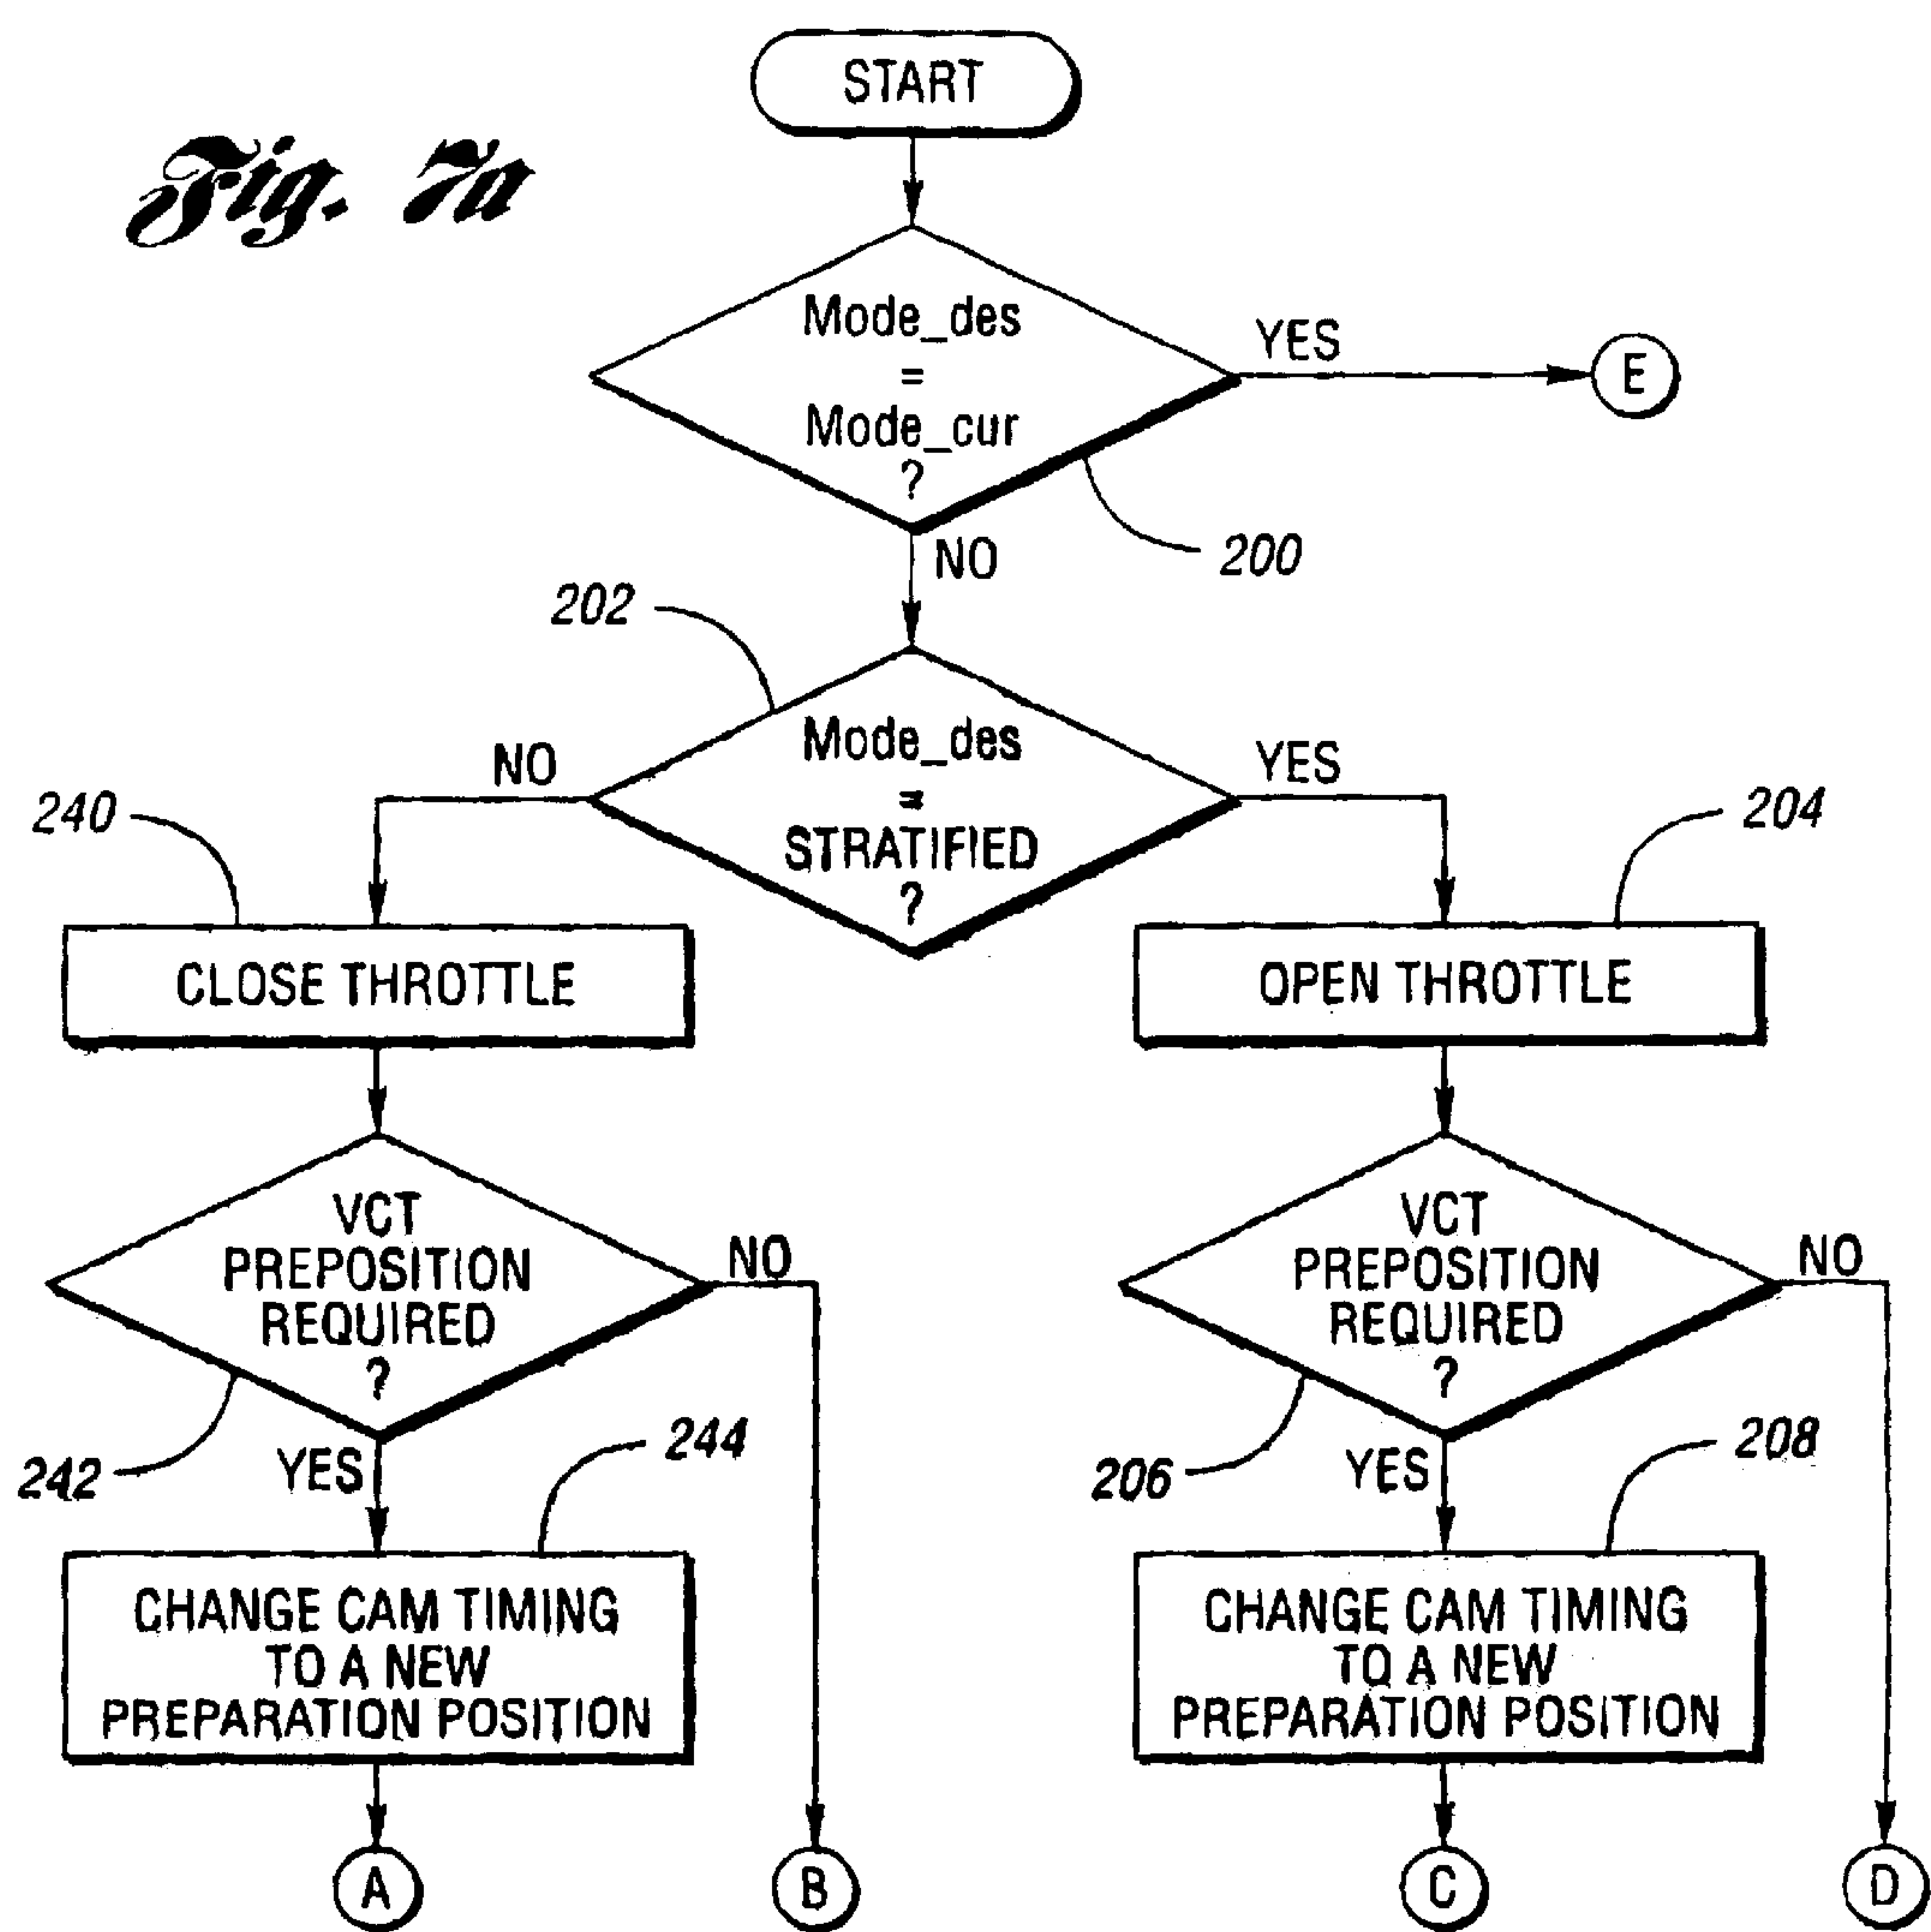 START
Fig. 7a
Mode_des
=
Mode_cur
?
YES
E
200
NO
202
Mode_des
=
STRATIFIED
?
NO
YES
240
204
CLOSE THROTTLE
OPEN THROTTLE
VCT
PREPOSITION
REQUIRED
?
NO
VCT
PREPOSITION
REQUIRED
?
NO
242
YES
244
206
YES
208
CHANGE CAM TIMING
TO A NEW
PREPARATION POSITION
CHANGE CAM TIMING
TO A NEW
PREPARATION POSITION
A
B
C
D